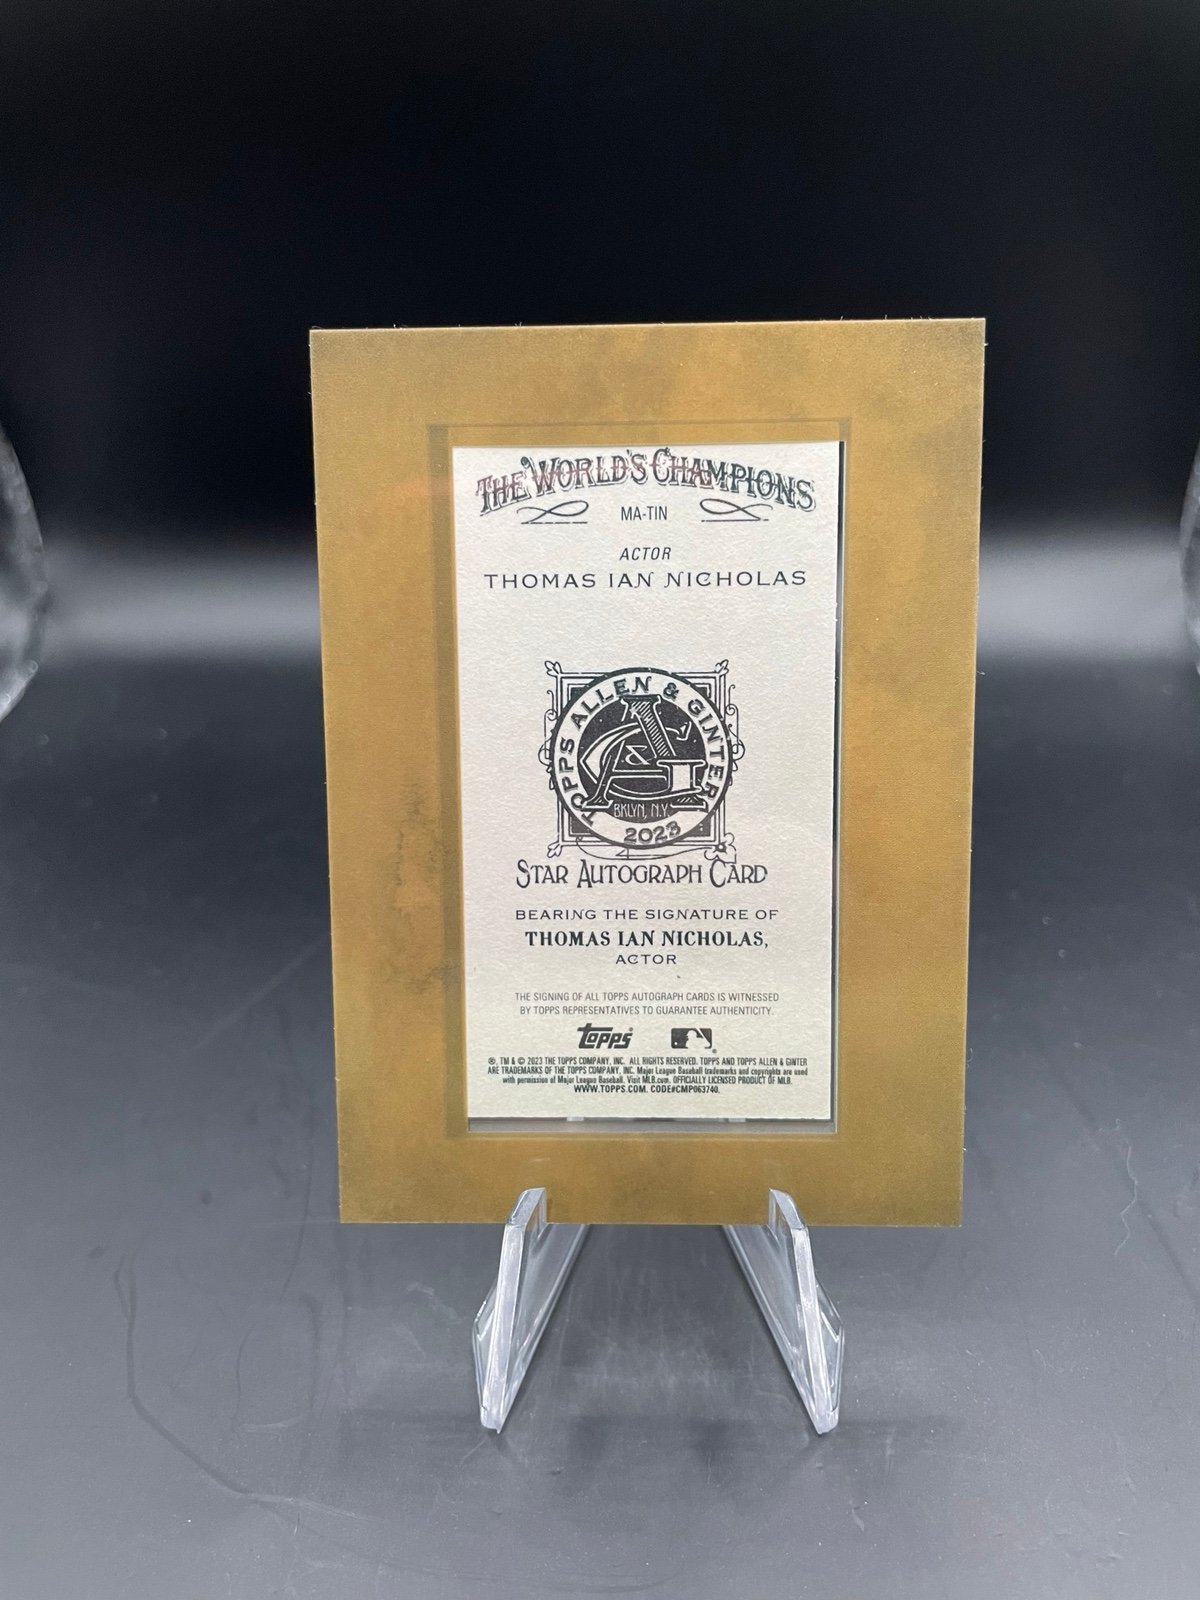 THE WORLD'S CHAMPIONS
MA-TIN
ACTOR
THOMAS IAN NICHOLAS
TOPPS ALLEN & GINTER
A&G
BKLYN, N.Y.
2023
STAR AUTOGRAPH CARD
BEARING THE SIGNATURE OF
THOMAS IAN NICHOLAS,
ACTOR
THE SIGNING OF ALL TOPPS AUTOGRAPH CARDS IS WITNESSED
BY TOPPS REPRESENTATIVES TO GUARANTEE AUTHENTICITY.
Topps
®, TM & © 2023 THE TOPPS COMPANY, INC. ALL RIGHTS RESERVED. TOPPS AND TOPPS ALLEN & GINTER
ARE TRADEMARKS OF THE TOPPS COMPANY, INC. Major League Baseball trademarks and copyrights are used
with permission of Major League Baseball. Visit MLB.com. OFFICIALLY LICENSED PRODUCT OF MLB.
WWW.TOPPS.COM. CODE#CMP063740.